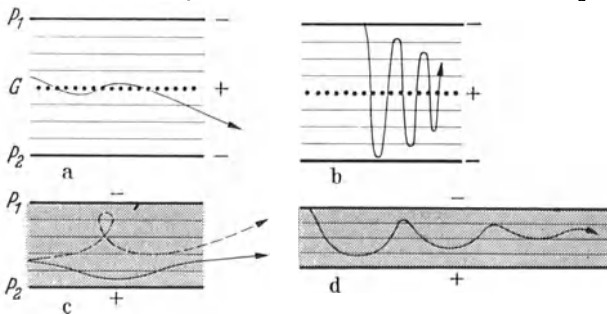 P₁ − −
G + +
P₂ − −
a b
P₁ − −
P₂ + +
c d